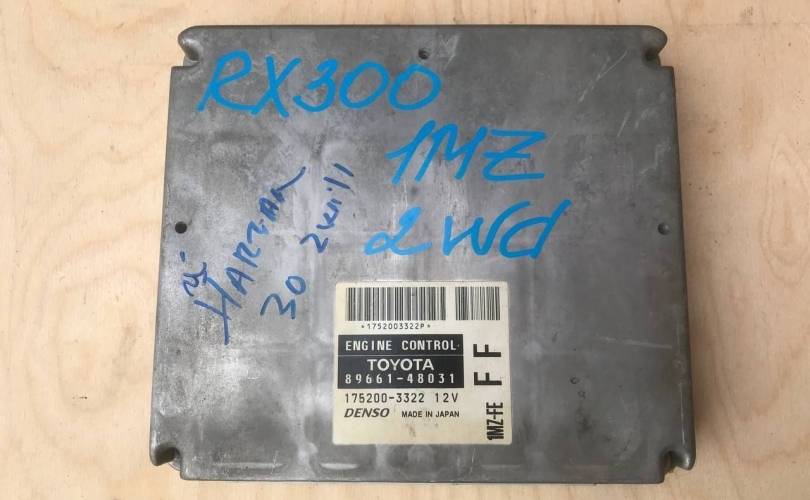 RX300
1MZ
2Wd
HARZAR
30
*1752003322P*
ENGINE CONTROL
TOYOTA
89661-48031
175200-3322 12V
DENSO MADE IN JAPAN
F F
1MZ-FE